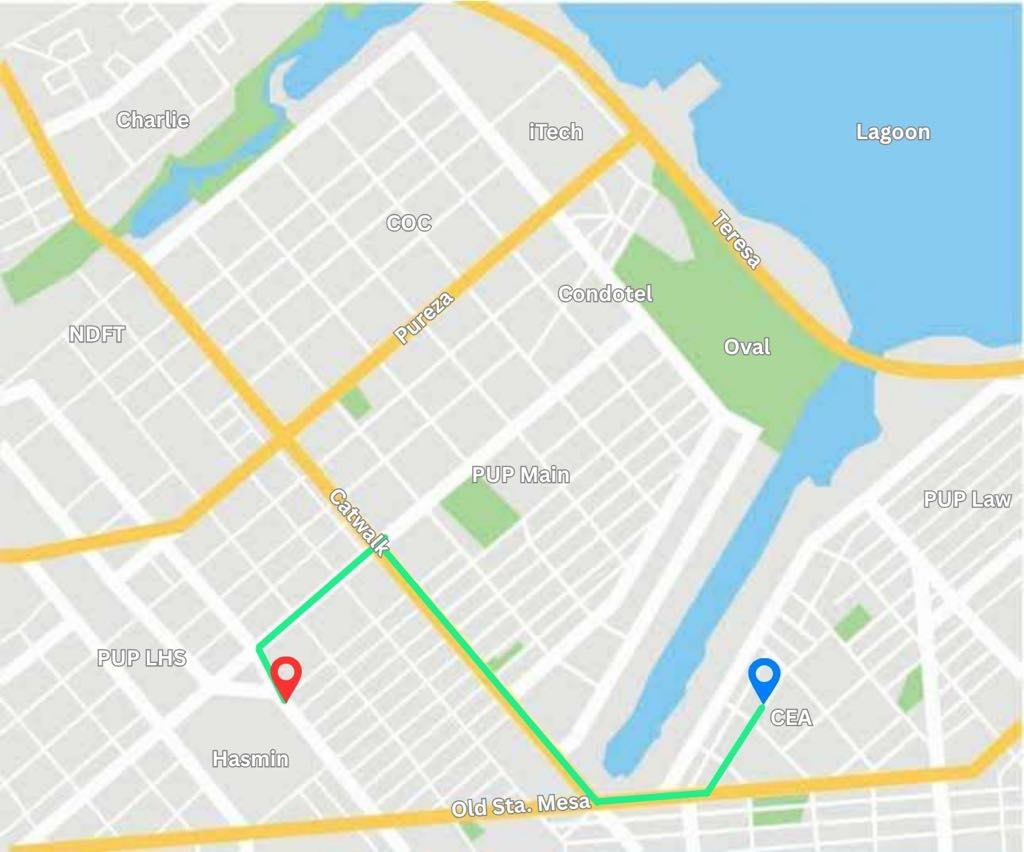 Charlie
iTech
Lagoon
COC
Teresa
Condotel
Pureza
NDFT
Oval
PUP Main
PUP Law
Catwalk
PUP LHS
CEA
Hasmin
Old Sta. Mesa